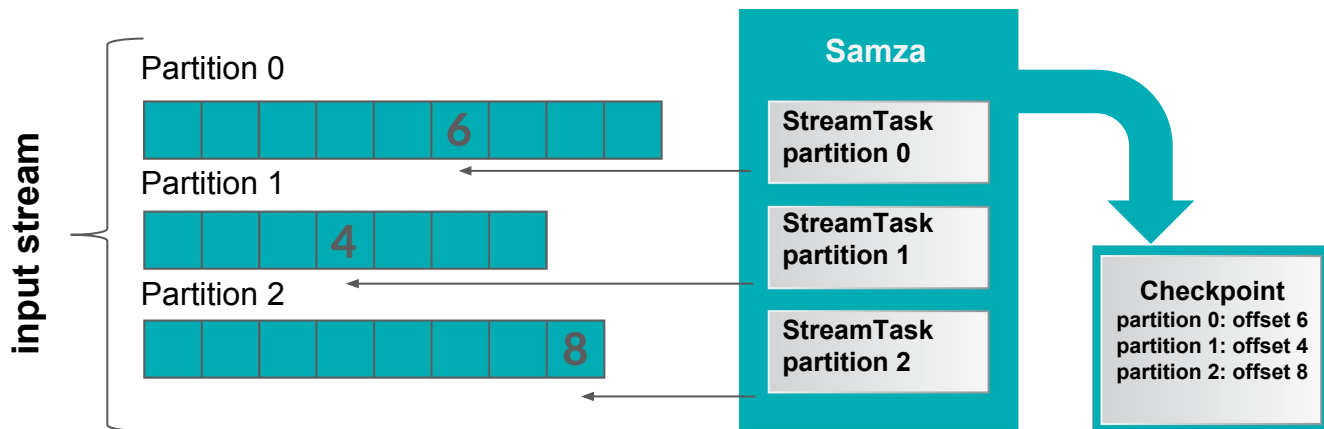 input stream
Partition 0
6
Partition 1
4
Partition 2
8
Samza
StreamTask
partition 0
StreamTask
partition 1
StreamTask
partition 2
Checkpoint
partition 0: offset 6
partition 1: offset 4
partition 2: offset 8